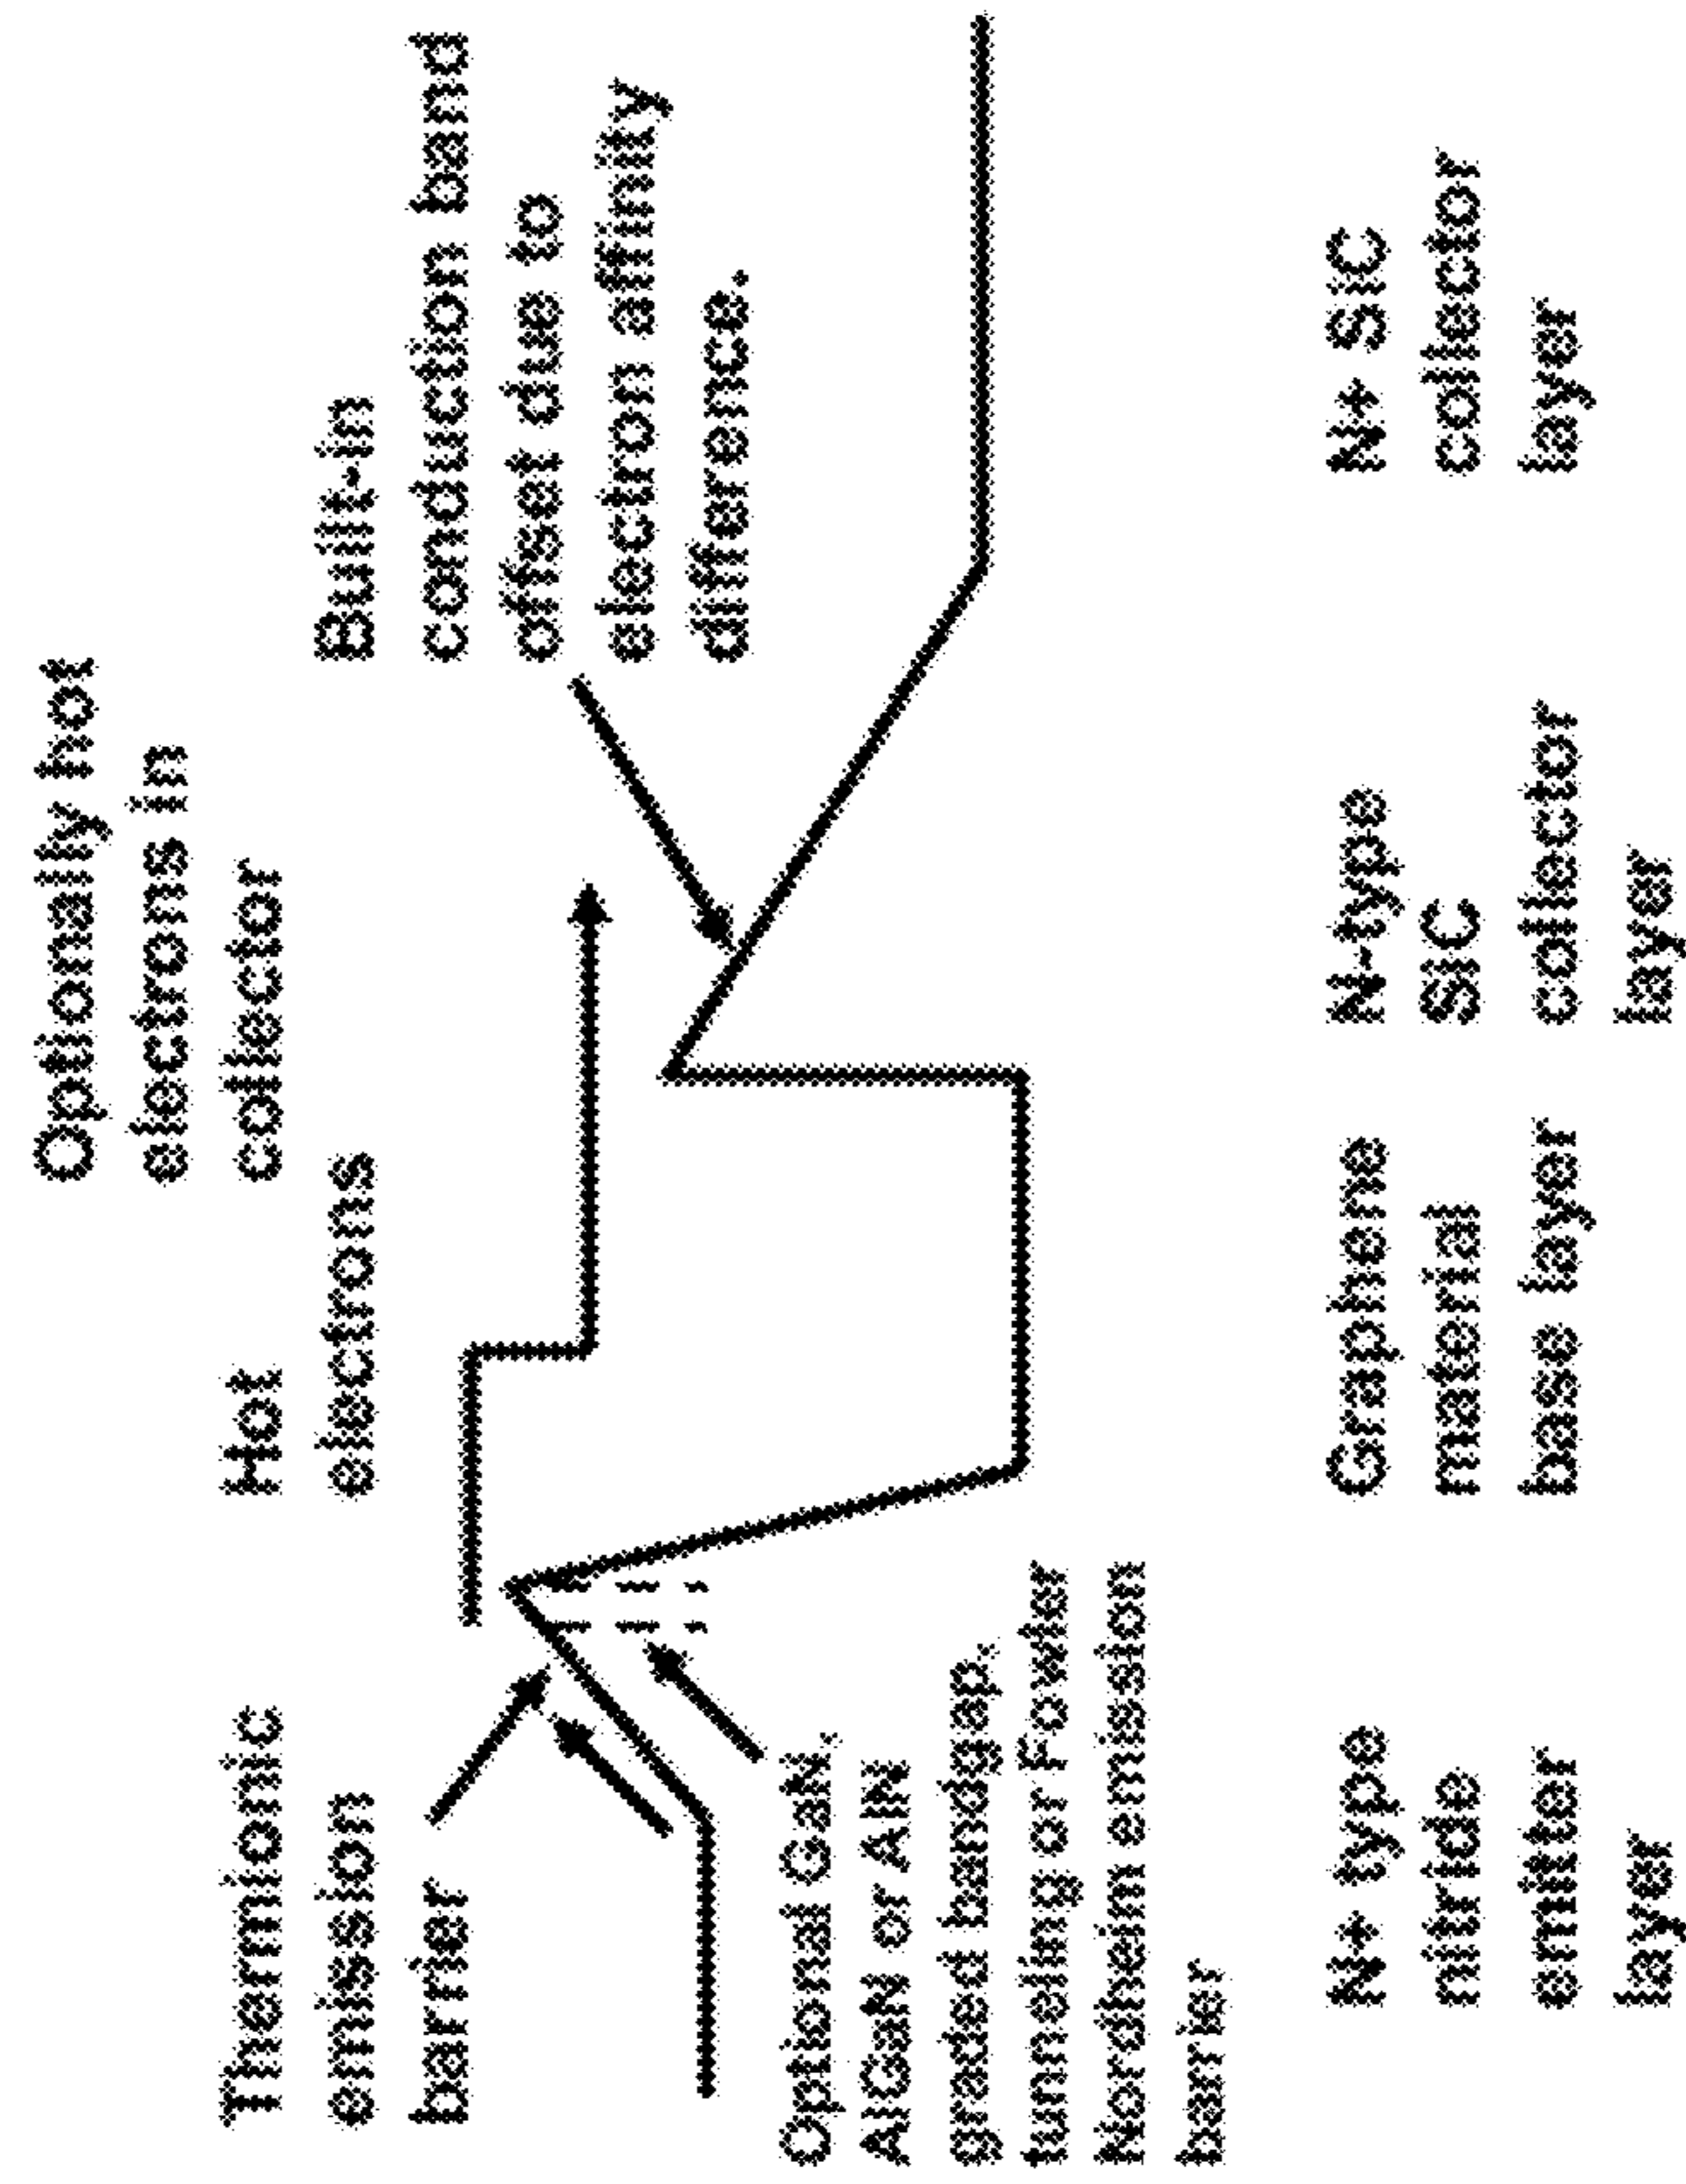 Optionally hot
electrons in
collector
Thermionic
emission
barrier
Hot
electrons
Built-in
conduction band
offset due to
electron affinity
difference.
Optional GaN,
AlGaN or AlN
graded bandgap,
tunneling or Fowler
Nordheim emission
barrier
N+ type
nitride
emitter
layer
Graphene
material
base layer
N-type
SiC
collector
layer
N+ SiC
collector
layer